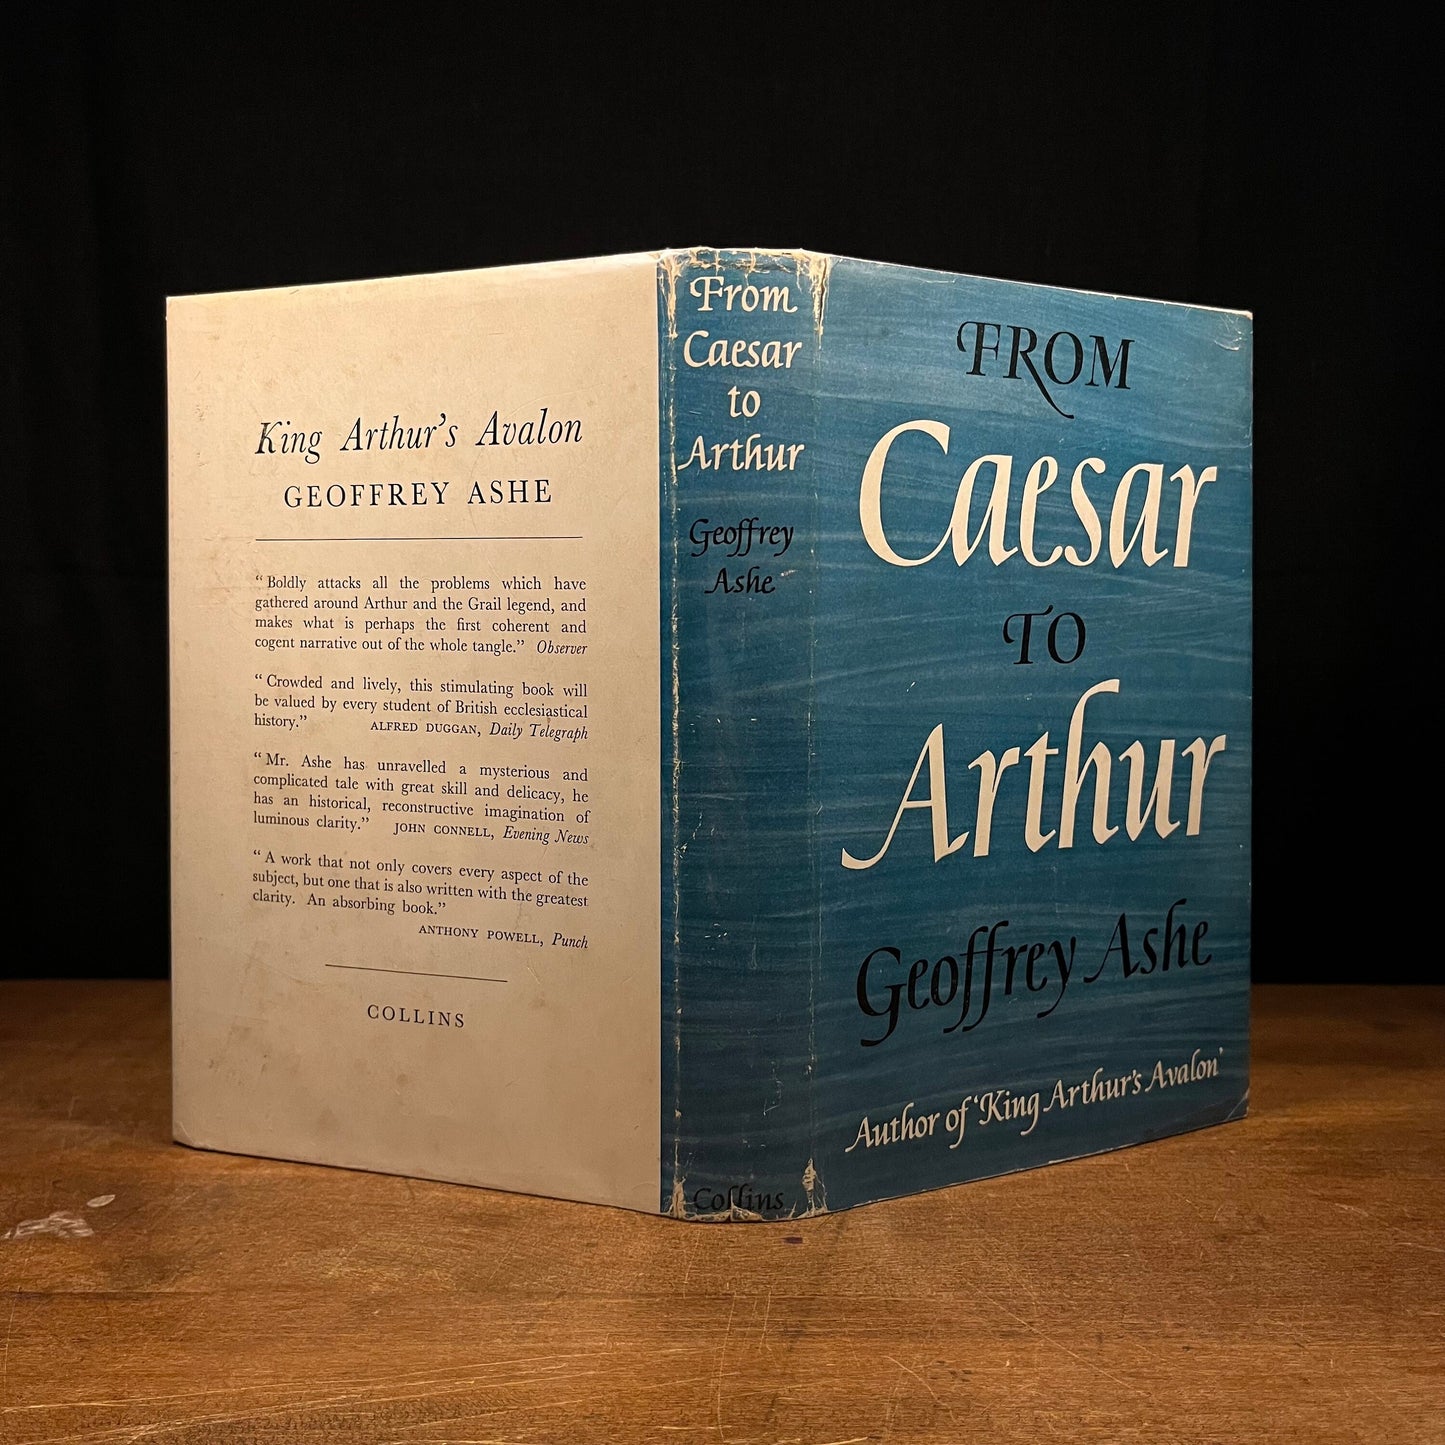 King Arthur's Avalon
GEOFFREY ASHE
“ Boldly attacks all the problems which have
gathered around Arthur and the Grail legend, and
makes what is perhaps the first coherent and
cogent narrative out of the whole tangle.” Observer
“ Crowded and lively, this stimulating book will
be valued by every student of British ecclesiastical
history.” ALFRED DUGGAN, Daily Telegraph
“ Mr. Ashe has unravelled a mysterious and
complicated tale with great skill and delicacy, he
has an historical, reconstructive imagination of
luminous clarity.” JOHN CONNELL, Evening News
“ A work that not only covers every aspect of the
subject, but one that is also written with the greatest
clarity. An absorbing book.”
ANTHONY POWELL, Punch
COLLINS
From
Caesar
to
Arthur
Geoffrey
Ashe
Collins
FROM
Caesar
TO
Arthur
Geoffrey Ashe
Author of ‘King Arthur's Avalon’